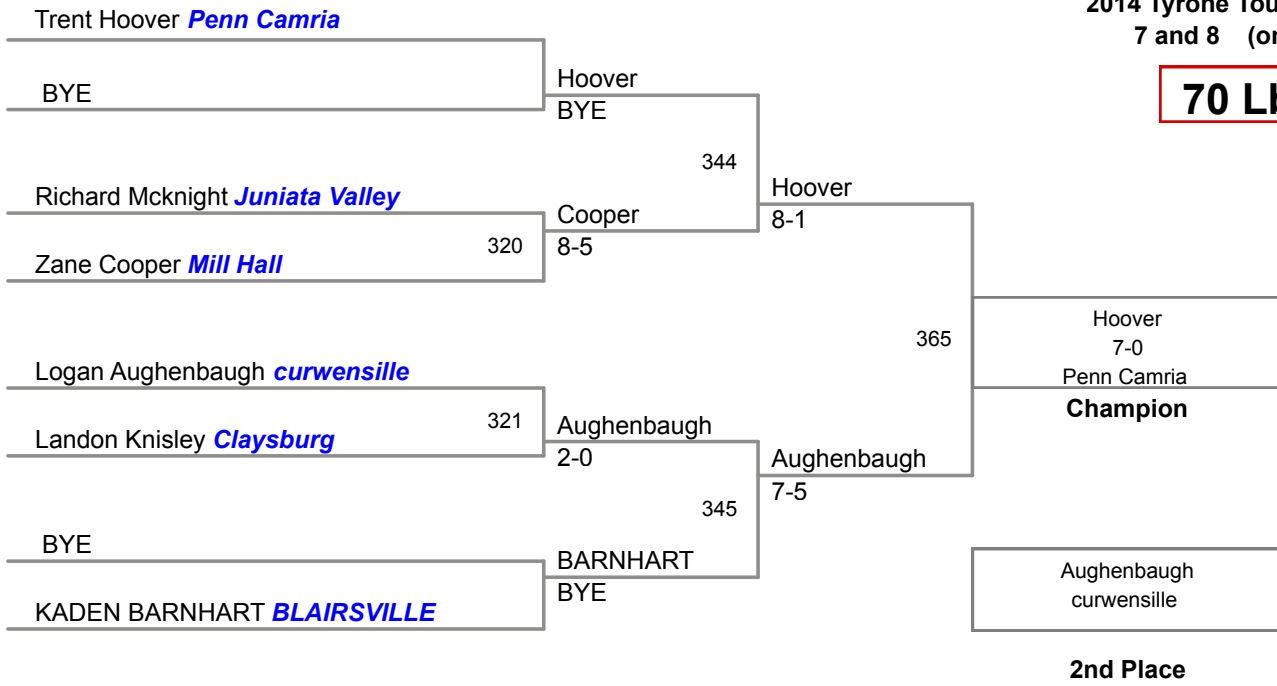 2014 Tyrone
7 and 8
70
Trent Hoover Penn Camria
BYE
Hoover
BYE
344
Richard Mcknight Juniata Valley
320
Zane Cooper Mill Hall
Cooper
8-5
Hoover
8-1
365
Hoover
7-0
Penn Camria
Champion
Logan Aughenbaugh curwensille
321
Landon Knisley Claysburg
Aughenbaugh
2-0
Aughenbaugh
7-5
345
BYE
KADEN BARNHART BLAIRSVILLE
BARNHART
BYE
Aughenbaugh
curwensille
2nd Place